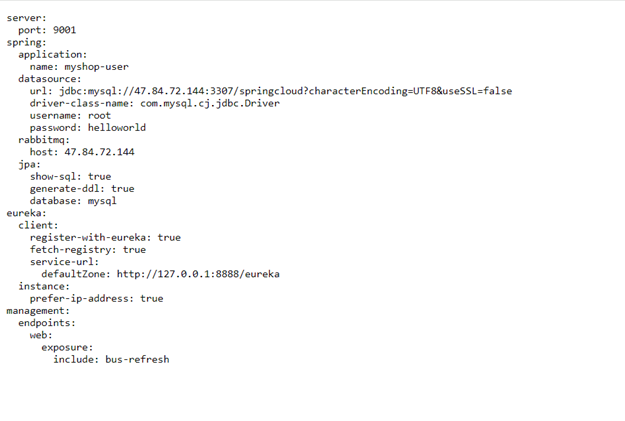 server:
  port: 9001
spring:
  application:
    name: myshop-user
  datasource:
    url: jdbc:mysql://47.84.72.144:3307/springcloud?characterEncoding=UTF8&useSSL=false
    driver-class-name: com.mysql.cj.jdbc.Driver
    username: root
    password: helloworld
  rabbitmq:
    host: 47.84.72.144
  jpa:
    show-sql: true
    generate-ddl: true
    database: mysql
eureka:
  client:
    register-with-eureka: true
    fetch-registry: true
    service-url:
      defaultZone: http://127.0.0.1:8888/eureka
  instance:
    prefer-ip-address: true
management:
  endpoints:
    web:
      exposure:
        include: bus-refresh